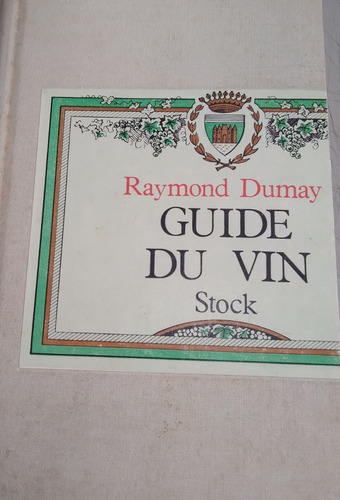 Raymond Dumay
GUIDE
DU VIN
Stock